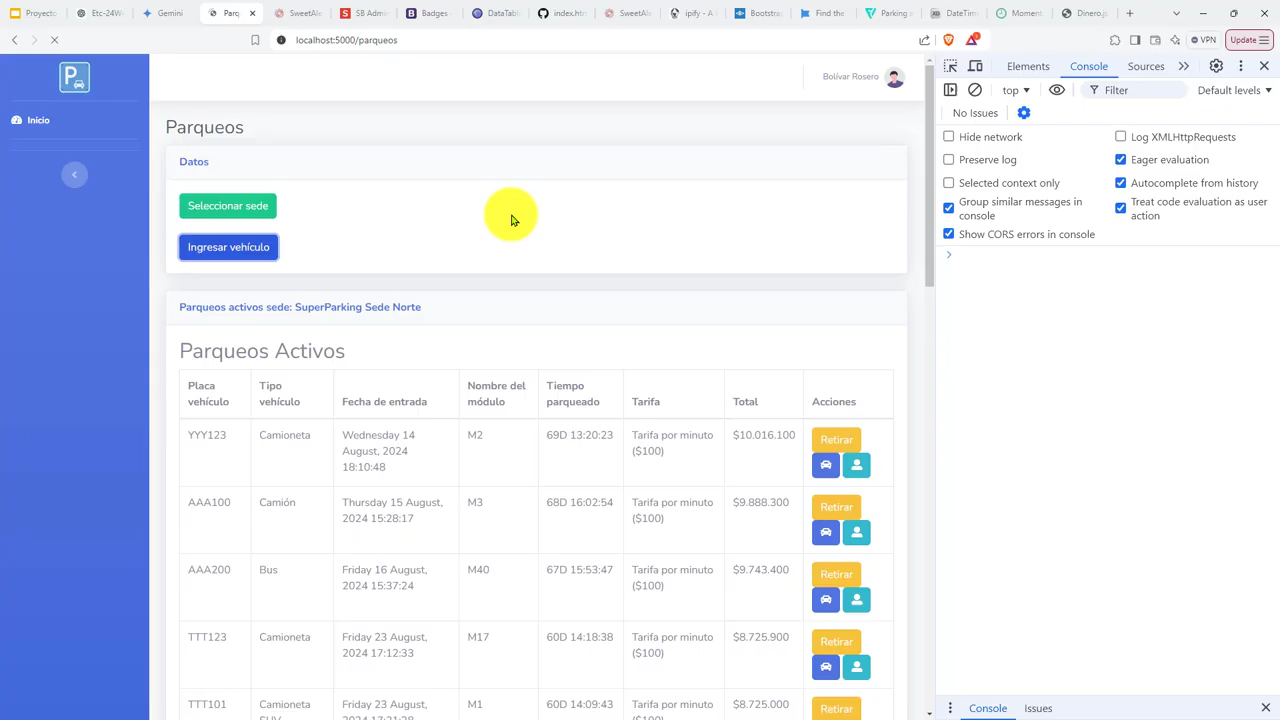 Proyecto
Etc-24W
Gemini
Parq
SweetAle
SB Admin
Badges -
DataTabl
index.htm
SweetAle
ipify - A
Bootstrap
Find the
Parking a
DateTim
Moment.
Dinero.js
localhost:5000/parqueos
VPN
Update
P
Inicio
Bolívar Rosero
Parqueos
Datos
Seleccionar sede
Ingresar vehículo
Parqueos activos sede: SuperParking Sede Norte
Parqueos Activos
Placa vehículo Tipo vehículo Fecha de entrada Nombre del módulo Tiempo parqueado Tarifa Total Acciones
YYY123 Camioneta Wednesday 14 August, 2024 18:10:48 M2 69D 13:20:23 Tarifa por minuto ($100) $10.016.100 Retirar
AAA100 Camión Thursday 15 August, 2024 15:28:17 M3 68D 16:02:54 Tarifa por minuto ($100) $9.888.300 Retirar
AAA200 Bus Friday 16 August, 2024 15:37:24 M40 67D 15:53:47 Tarifa por minuto ($100) $9.743.400 Retirar
TTT123 Camioneta Friday 23 August, 2024 17:12:33 M17 60D 14:18:38 Tarifa por minuto ($100) $8.725.900 Retirar
TTT101 Camioneta SUV Friday 23 August, M1 60D 14:09:43 Tarifa por minuto $8.725.000 Retirar
Elements
Console
Sources
top
Filter
Default levels
No Issues
Hide network
Log XMLHttpRequests
Preserve log
Eager evaluation
Selected context only
Autocomplete from history
Group similar messages in console
Treat code evaluation as user action
Show CORS errors in console
Console
Issues